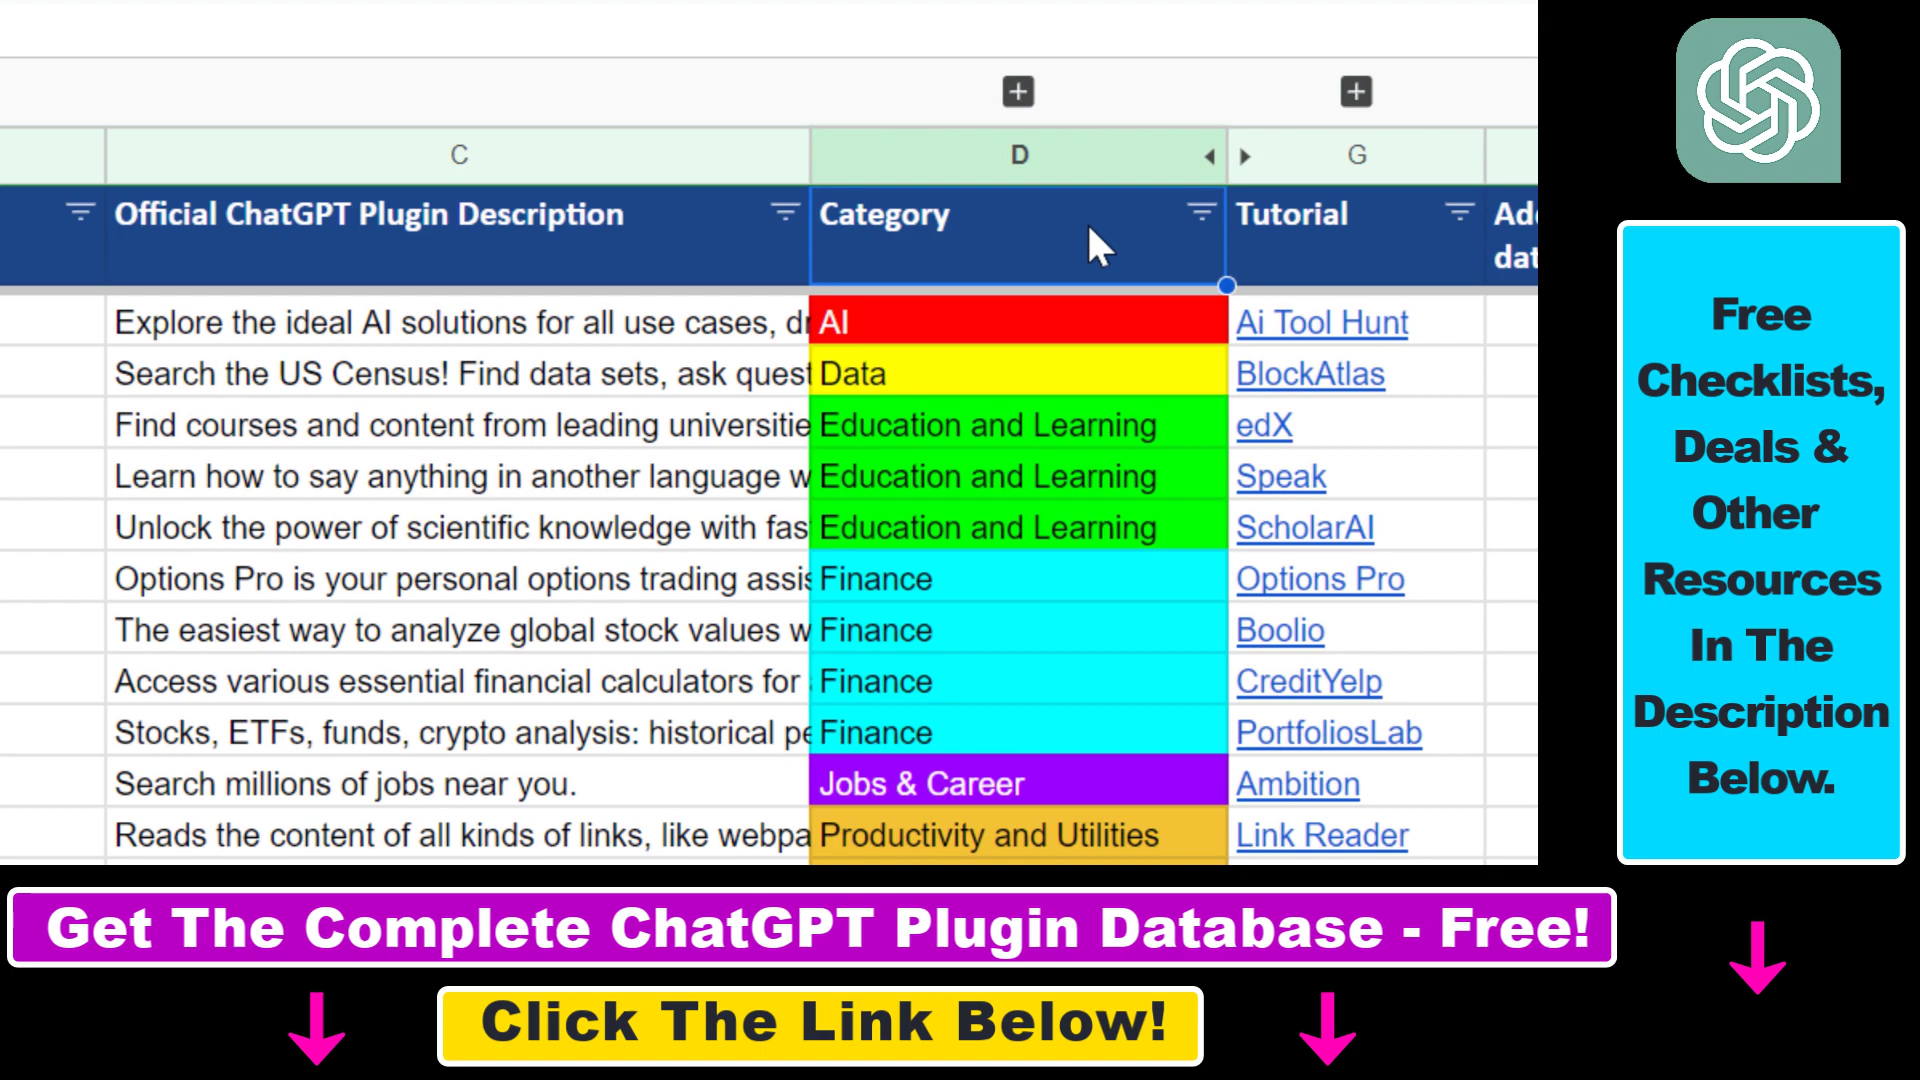 C D G
Official ChatGPT Plugin Description Category Tutorial
Explore the ideal AI solutions for all use cases, AI Ai Tool Hunt
Search the US Census! Find data sets, ask Data BlockAtlas
Find courses and content from leading Education and Learning edX
Learn how to say anything in another language Education and Learning Speak
Unlock the power of scientific knowledge with Education and Learning ScholarAI
Options Pro is your personal options trading Finance Options Pro
The easiest way to analyze global stock values Finance Boolio
Access various essential financial calculators for Finance CreditYelp
Stocks, ETFs, funds, crypto analysis: historical Finance PortfoliosLab
Search millions of jobs near you. Jobs & Career Ambition
Reads the content of all kinds of links, like Productivity and Utilities Link Reader
Free
Checklists,
Deals &
Other
Resources
In The
Description
Below.
Get The Complete ChatGPT Plugin Database - Free!
Click The Link Below!